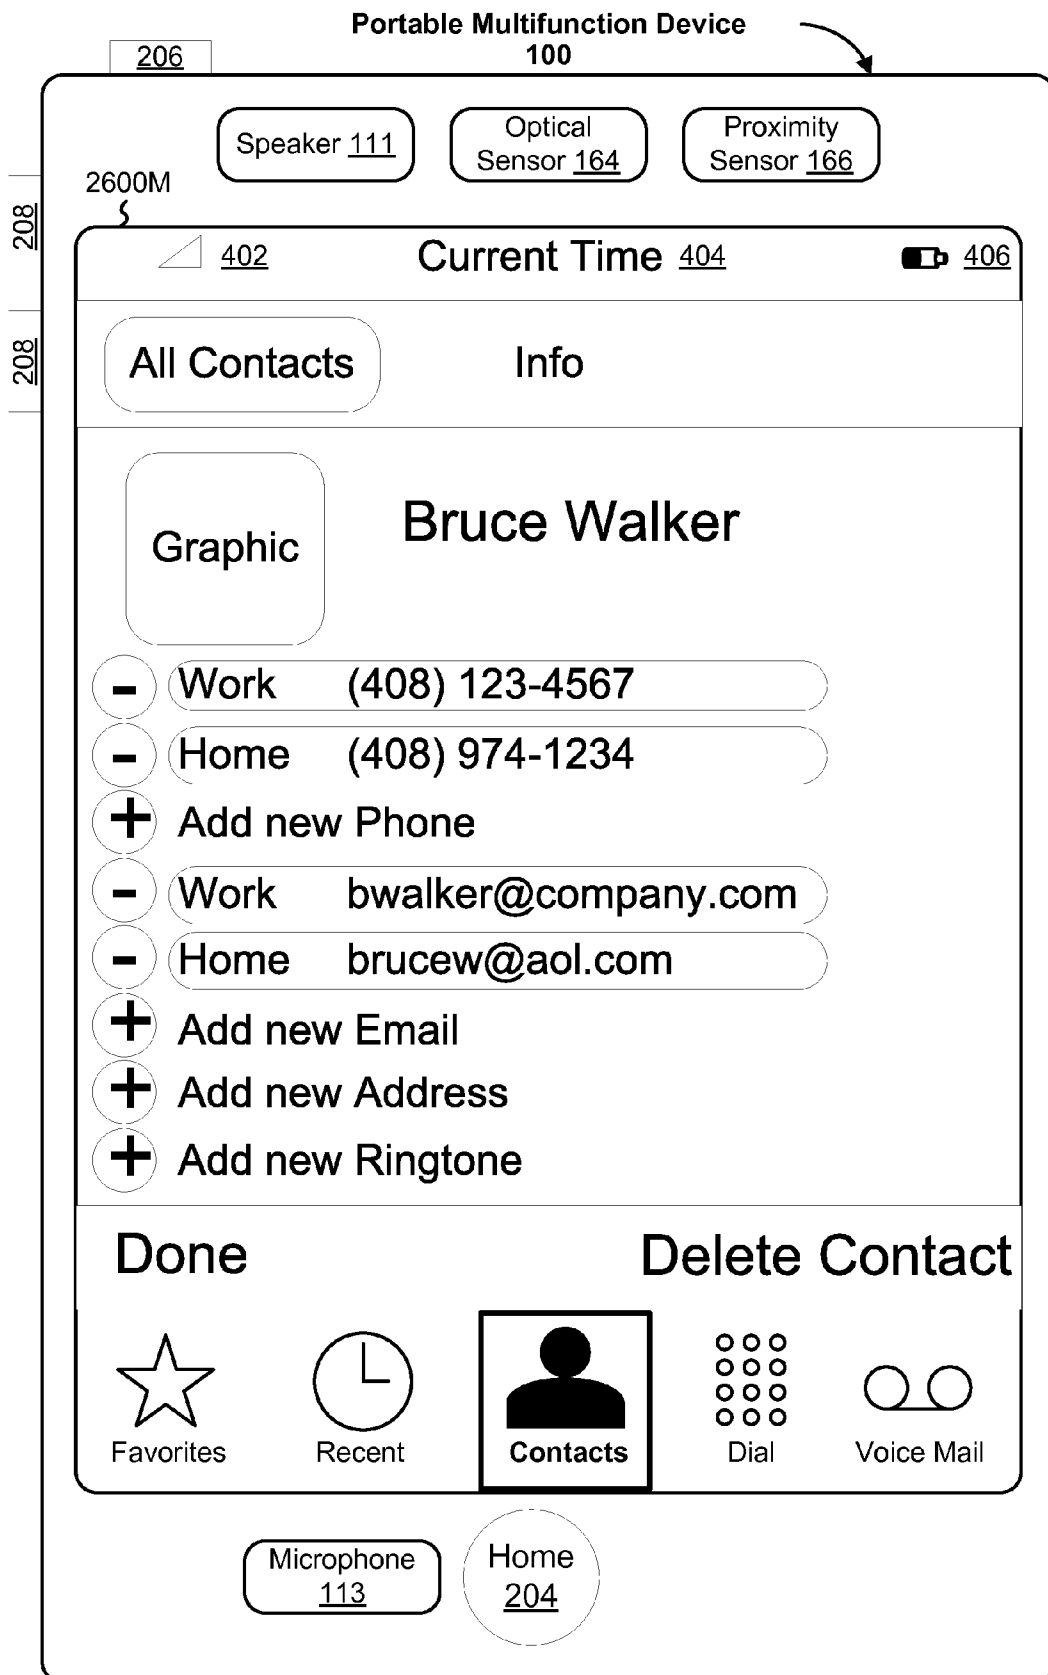 Portable Multifunction Device
100
206
Speaker 111
Optical
Sensor 164
Proximity
Sensor 166
2600M
208
208
402
Current Time 404
406
All Contacts
Info
Graphic
Bruce Walker
- Work (408) 123-4567
- Home (408) 974-1234
+ Add new Phone
- Work bwalker@company.com
- Home brucew@aol.com
+ Add new Email
+ Add new Address
+ Add new Ringtone
Done
Delete Contact
Favorites
Recent
Contacts
Dial
Voice Mail
Microphone
113
Home
204